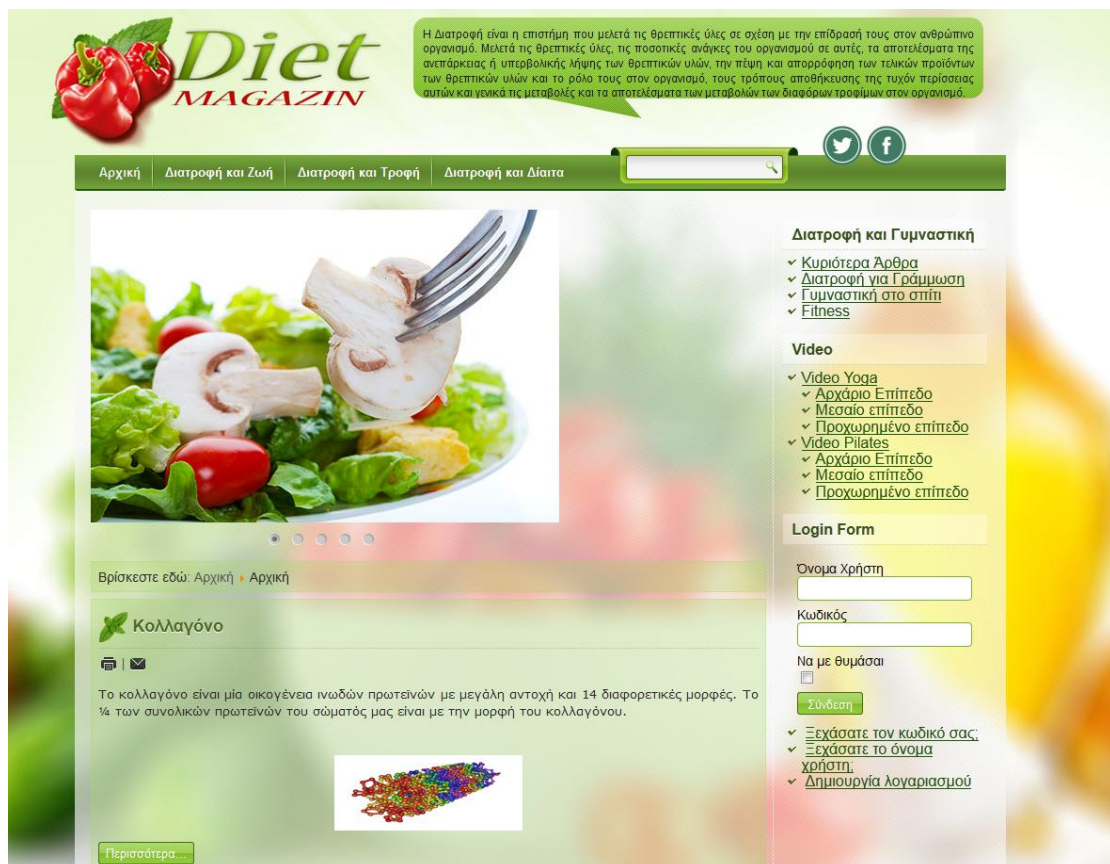 Diet
MAGAZIN
Η Διατροφή είναι η επιστήμη που μελετά τις θρεπτικές ύλες σε σχέση με την επίδρασή τους στον ανθρώπινο
οργανισμό. Μελετά τις θρεπτικές ύλες, τις ποσοτικές ανάγκες του οργανισμού σε αυτές, τα αποτελέσματα της
ανεπάρκειας ή υπερβολικής λήψης των θρεπτικών υλών, την πέψη και απορρόφηση των τελικών προϊόντων
των θρεπτικών υλών και το ρόλο τους στον οργανισμό, τους τρόπους αποθήκευσης της τυχόν περίσσειας
αυτών και γενικά τις μεταβολές και τα αποτελέσματα των μεταβολών των διαφόρων τροφίμων στον οργανισμό.
Αρχική Διατροφή και Ζωή Διατροφή και Τροφή Διατροφή και Δίαιτα
Βρίσκεστε εδώ: Αρχική Αρχική
Κολλαγόνο
Το κολλαγόνο είναι μία οικογένεια ινωδών πρωτεϊνών με μεγάλη αντοχή και 14 διαφορετικές μορφές. Το
¼ των συνολικών πρωτεϊνών του σώματός μας είναι με την μορφή του κολλαγόνου.
Περισσότερα...
Διατροφή και Γυμναστική
Κυριότερα Άρθρα
Διατροφή για Γράμμωση
Γυμναστική στο σπίτι
Fitness
Video
Video Yoga
Αρχάριο Επίπεδο
Μεσαίο επίπεδο
Προχωρημένο επίπεδο
Video Pilates
Αρχάριο Επίπεδο
Μεσαίο επίπεδο
Προχωρημένο επίπεδο
Login Form
Όνομα Χρήστη
Κωδικός
Να με θυμάσαι
Σύνδεση
Ξεχάσατε τον κωδικό σας;
Ξεχάσατε το όνομα
χρήστη;
Δημιουργία λογαριασμού